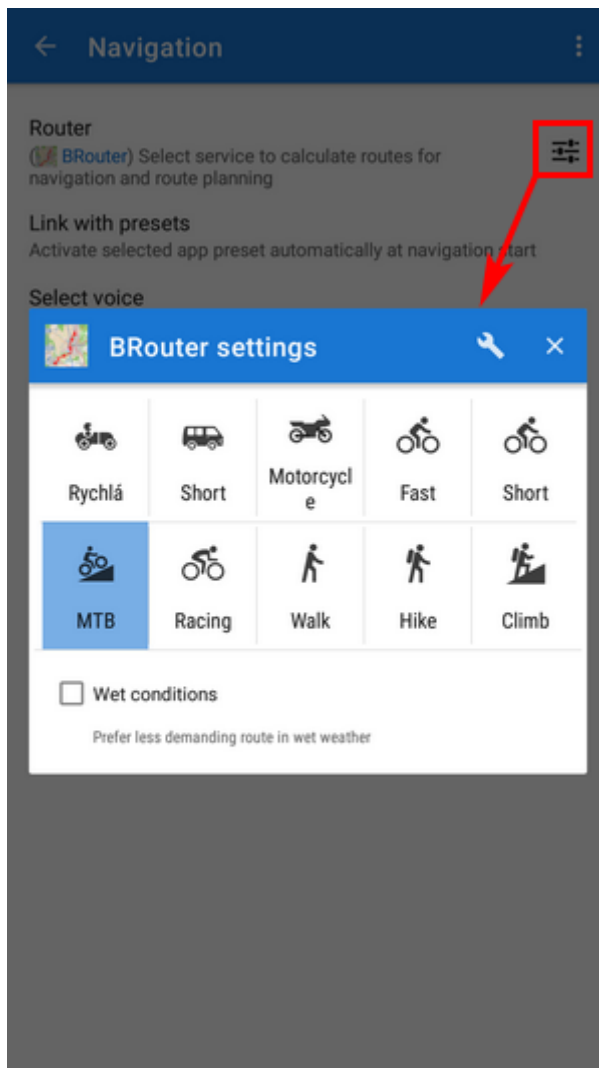 Navigation
Router
(BRouter) Select service to calculate routes for
navigation and route planning
Link with presets
Activate selected app preset automatically at navigation start
Select voice
BRouter settings
Rychlá
Short
Motorcycl
e
Fast
Short
MTB
Racing
Walk
Hike
Climb
Wet conditions
Prefer less demanding route in wet weather